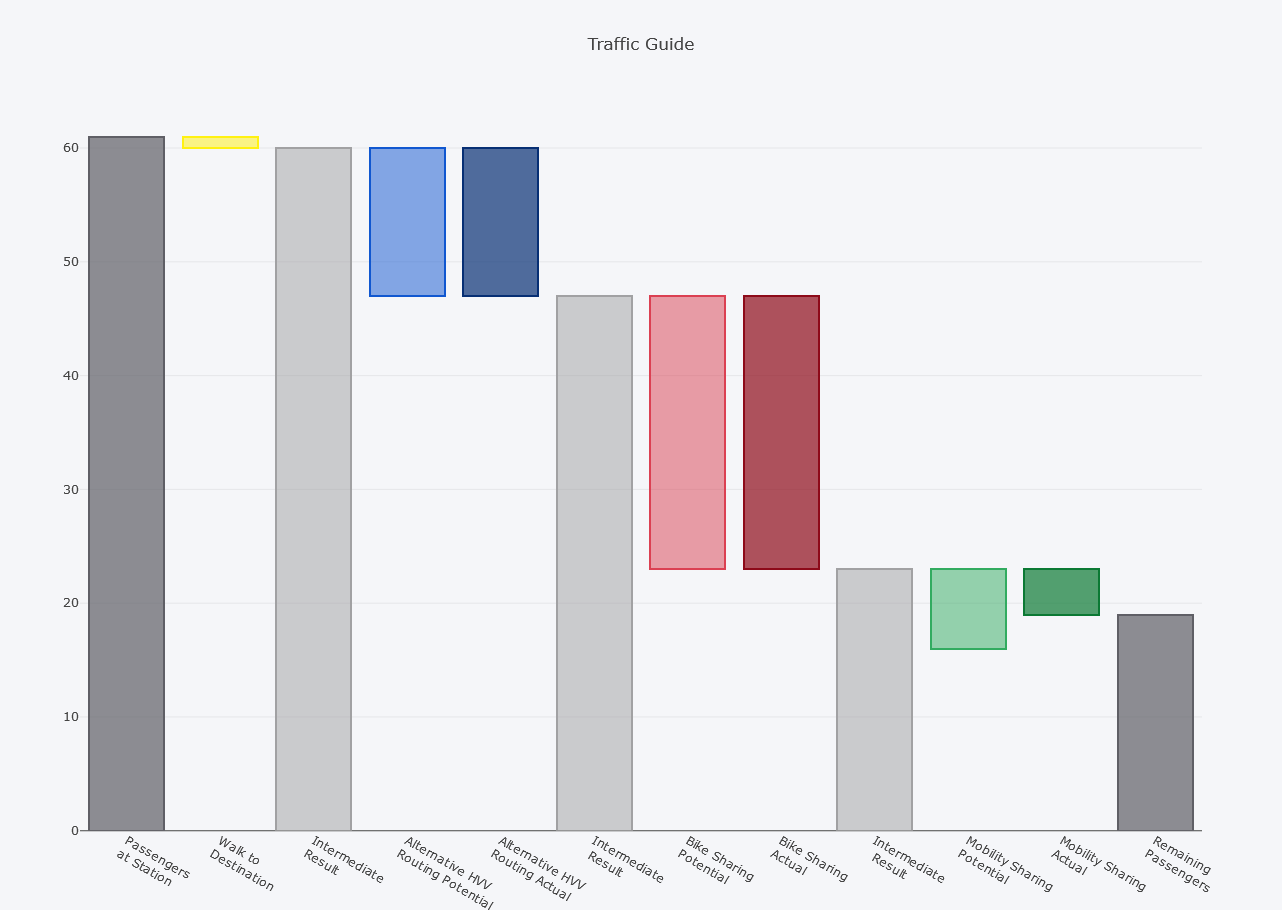 Traffic Guide
60
50
40
30
20
10
0
Passengers
at Station
Walk to
Destination
Intermediate
Result
Alternative HVV
Routing Potential
Alternative HVV
Routing Actual
Intermediate
Result
Bike Sharing
Potential
Bike Sharing
Actual
Intermediate
Result
Mobility Sharing
Potential
Mobility Sharing
Actual
Remaining
Passengers